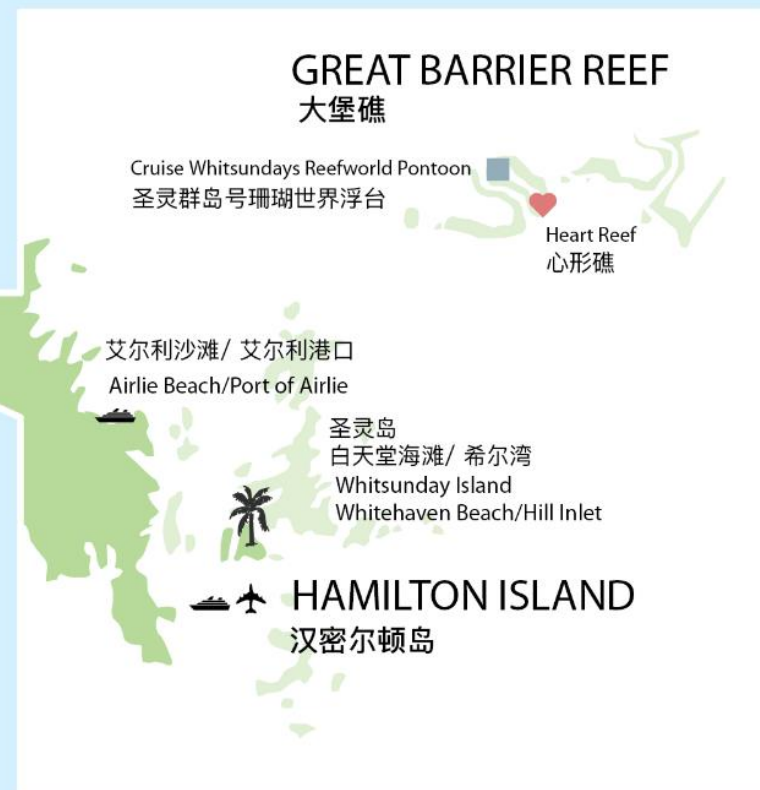 GREAT BARRIER REEF
大堡礁
Cruise Whitsundays Reefworld Pontoon
圣灵群岛号珊瑚世界浮台
Heart Reef
心形礁
艾尔利沙滩/ 艾尔利港口
Airlie Beach/Port of Airlie
圣灵岛
白天堂海滩/ 希尔湾
Whitsunday Island
Whitehaven Beach/Hill Inlet
HAMILTON ISLAND
汉密尔顿岛